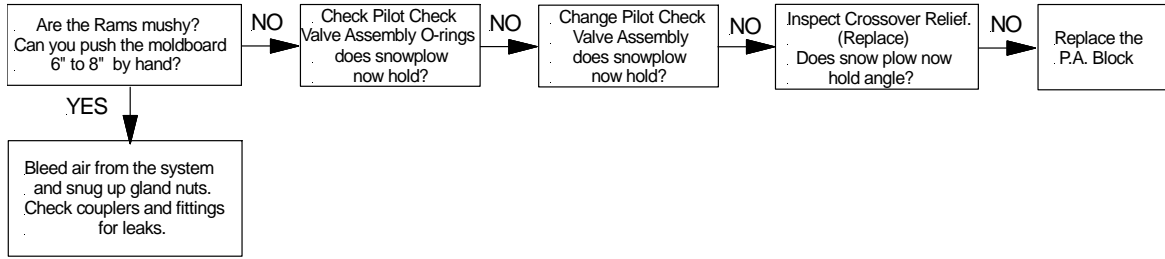 Are the Rams mushy?
Can you push the moldboard
6" to 8" by hand?
NO
Check Pilot Check
Valve Assembly O-rings
does snowplow
now hold?
NO
Change Pilot Check
Valve Assembly
does snowplow
now hold?
NO
Inspect Crossover Relief.
(Replace)
Does snow plow now
hold angle?
NO
Replace the
P.A. Block
YES
Bleed air from the system
and snug up gland nuts.
Check couplers and fittings
for leaks.